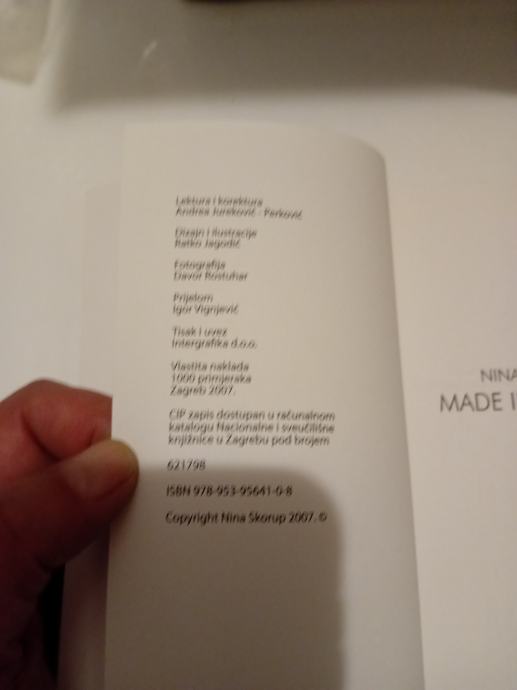 Lektura i korektura
Andrea Jureković - Perković
Dizajn i ilustracije
Ratko Jagodić
Fotografija
Davor Rostuhar
Prijelom
Igor Vignjević
Tisak i uvez
Intergrafika d.o.o.
Vlastita naklada
1000 primjeraka
Zagreb 2007.
CIP zapis dostupan u računalnom
katalogu Nacionalne i sveučilišne
knjižnice u Zagrebu pod brojem
621798
ISBN 978-953-95641-0-8
Copyright Nina Skorup 2007. ©
NINA
MADE